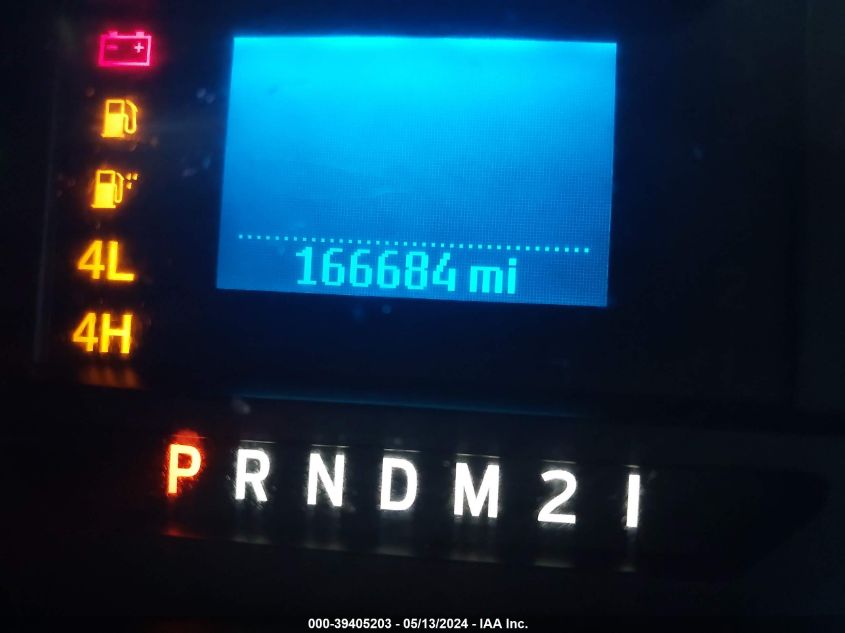 4L
4H
166684 mi
P R N D M 2 1
000-39405203 - 05/13/2024 - IAA Inc.